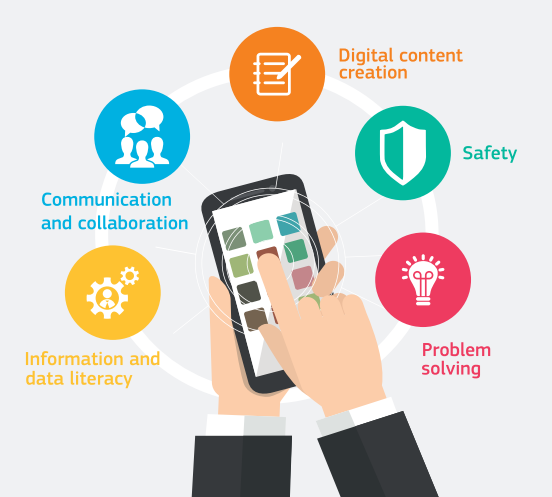 Digital content
creation
Safety
Communication
and collaboration
Problem
solving
Information and
data literacy